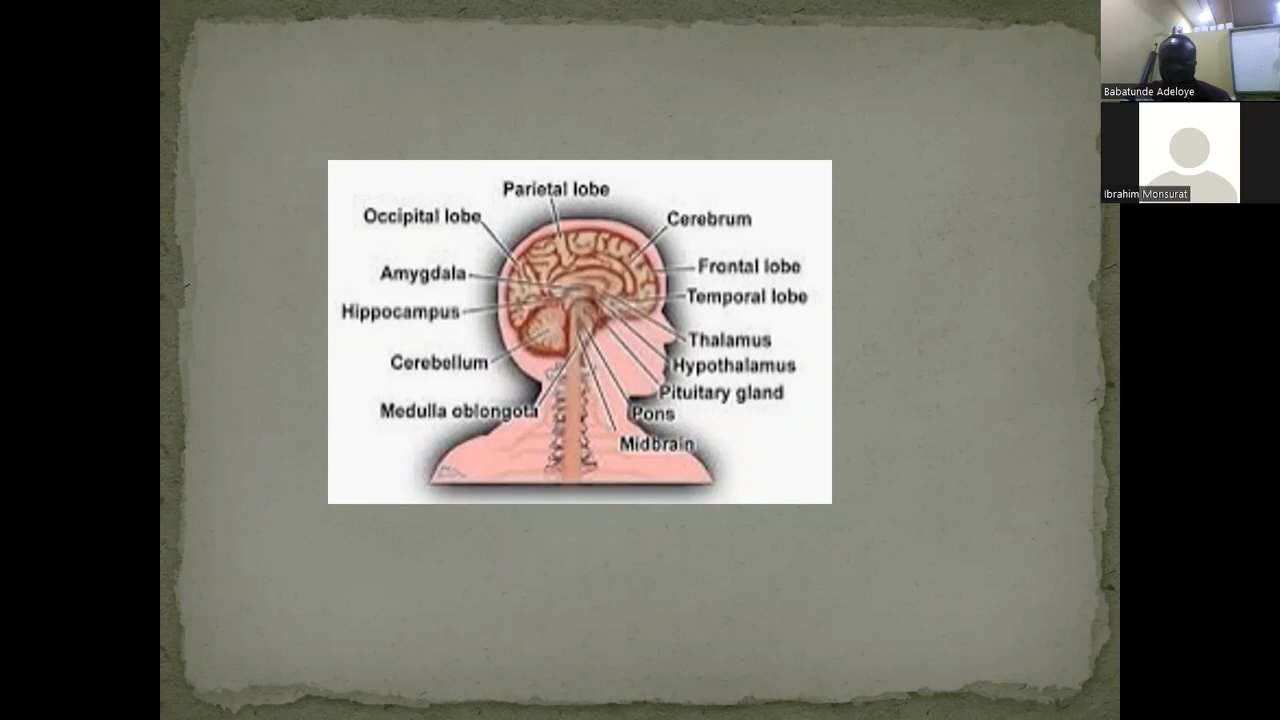 Parietal lobe
Occipital lobe
Cerebrum
Amygdala
Frontal lobe
Hippocampus
Temporal lobe
Thalamus
Cerebellum
Hypothalamus
Pituitary gland
Medulla oblongota
Pons
Midbrain
Babatunde Adeloye
Ibrahim Monsurat